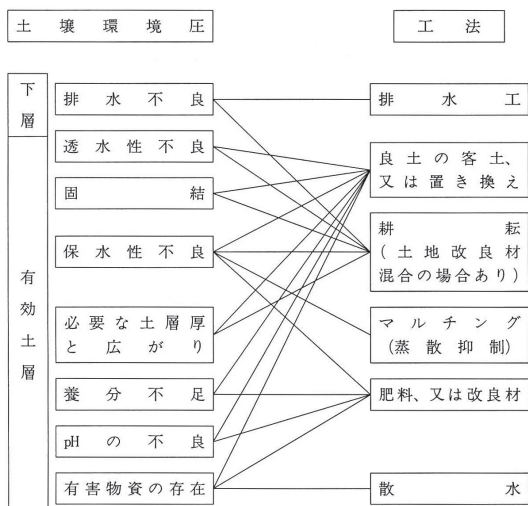 土壌環境圧
工法
下層
有効土層
排水不良
透水性不良
固結
保水性不良
必要な土層厚
と広がり
養分不足
pHの不良
有害物資の存在
排水工
良土の客土、
又は置き換え
耕耘
(土地改良材
混合の場合あり)
マルチング
(蒸散抑制)
肥料、又は改良材
散水